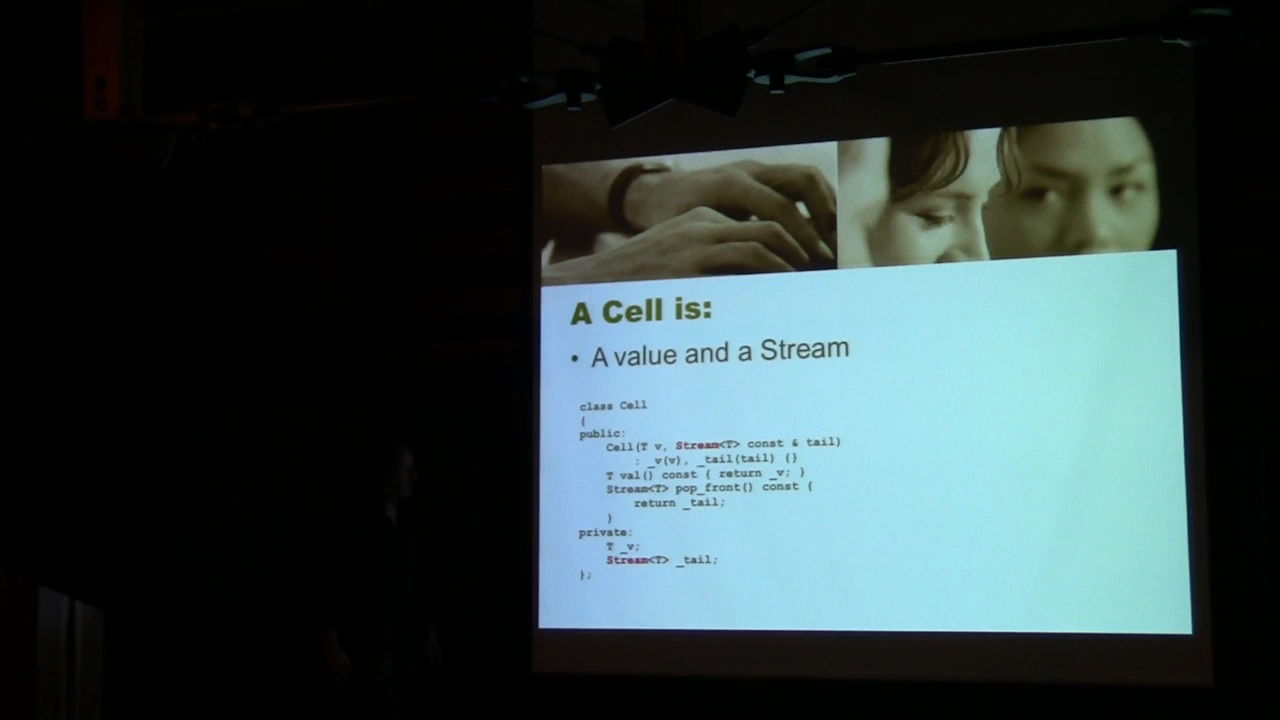 A Cell is:
• A value and a Stream
class Cell
{
public:
    Cell(T v, Stream<T> const & tail)
        : _v(v), _tail(tail) {}
    T val() const { return _v; }
    Stream<T> pop_front() const {
        return _tail;
    }
private:
    T _v;
    Stream<T> _tail;
};